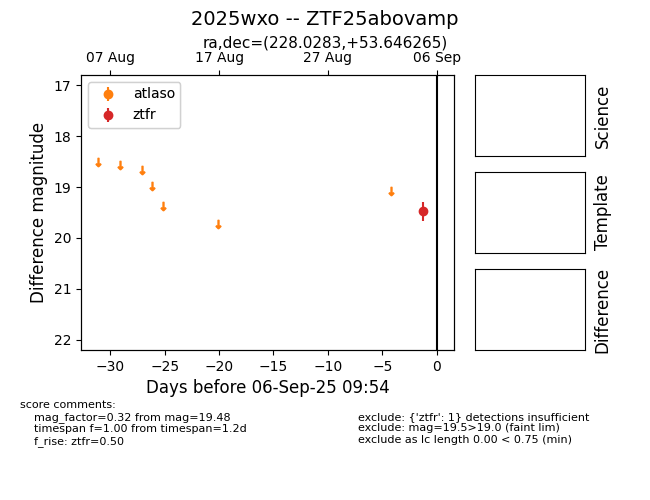 2025wxo -- ZTF25abovamp
ra,dec=(228.0283,+53.646265)
07 Aug 17 Aug 27 Aug 06 Sep
atlaso
ztfr
17
18
19
20
21
22
Difference magnitude
−30 −25 −20 −15 −10 −5 0
Days before 06-Sep-25 09:54
Science
Template
Difference
score comments:
mag_factor=0.32 from mag=19.48
timespan f=1.00 from timespan=1.2d
f_rise: ztfr=0.50
exclude: {'ztfr': 1} detections insufficient
exclude: mag=19.5>19.0 (faint lim)
exclude as lc length 0.00 < 0.75 (min)